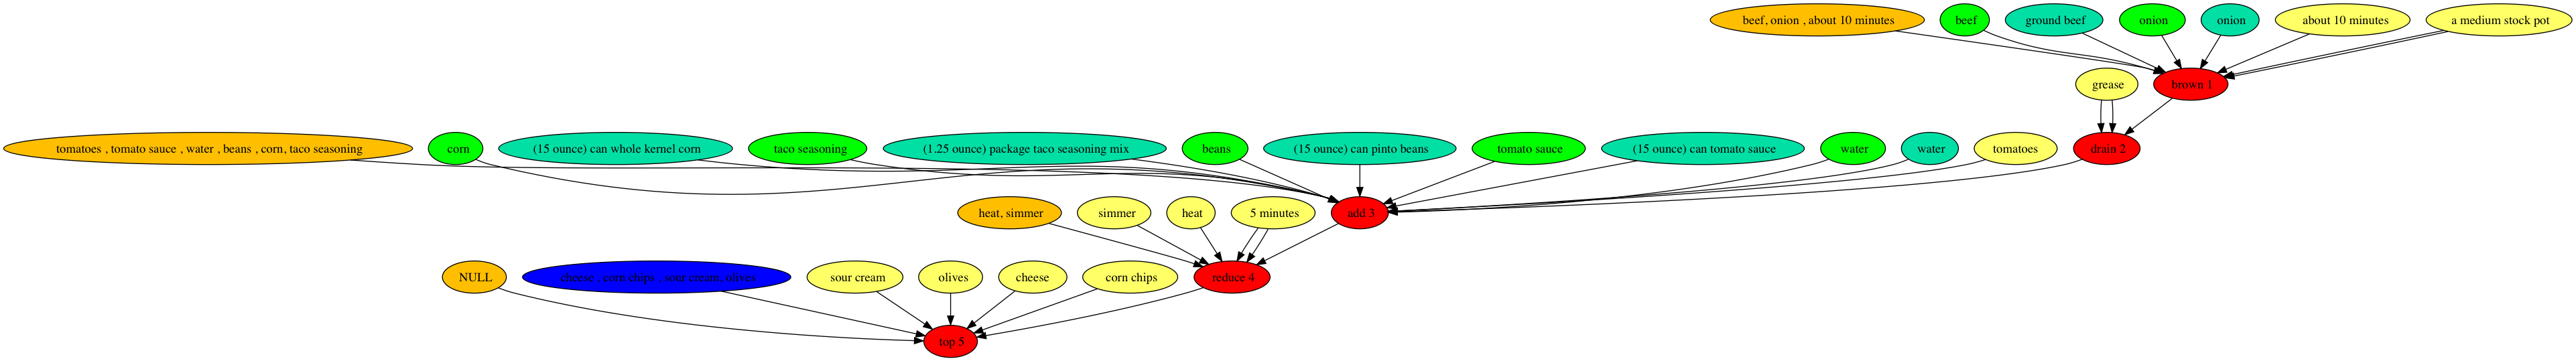 beef, onion , about 10 minutes
beef
ground beef
onion
onion
about 10 minutes
a medium stock pot
grease
brown 1
tomatoes , tomato sauce , water , beans , corn, taco seasoning
corn
(15 ounce) can whole kernel corn
taco seasoning
(1.25 ounce) package taco seasoning mix
beans
(15 ounce) can pinto beans
tomato sauce
(15 ounce) can tomato sauce
water
water
tomatoes
drain 2
heat, simmer
simmer
heat
5 minutes
add 3
NULL
cheese , corn chips , sour cream, olives
sour cream
olives
cheese
corn chips
reduce 4
top 5